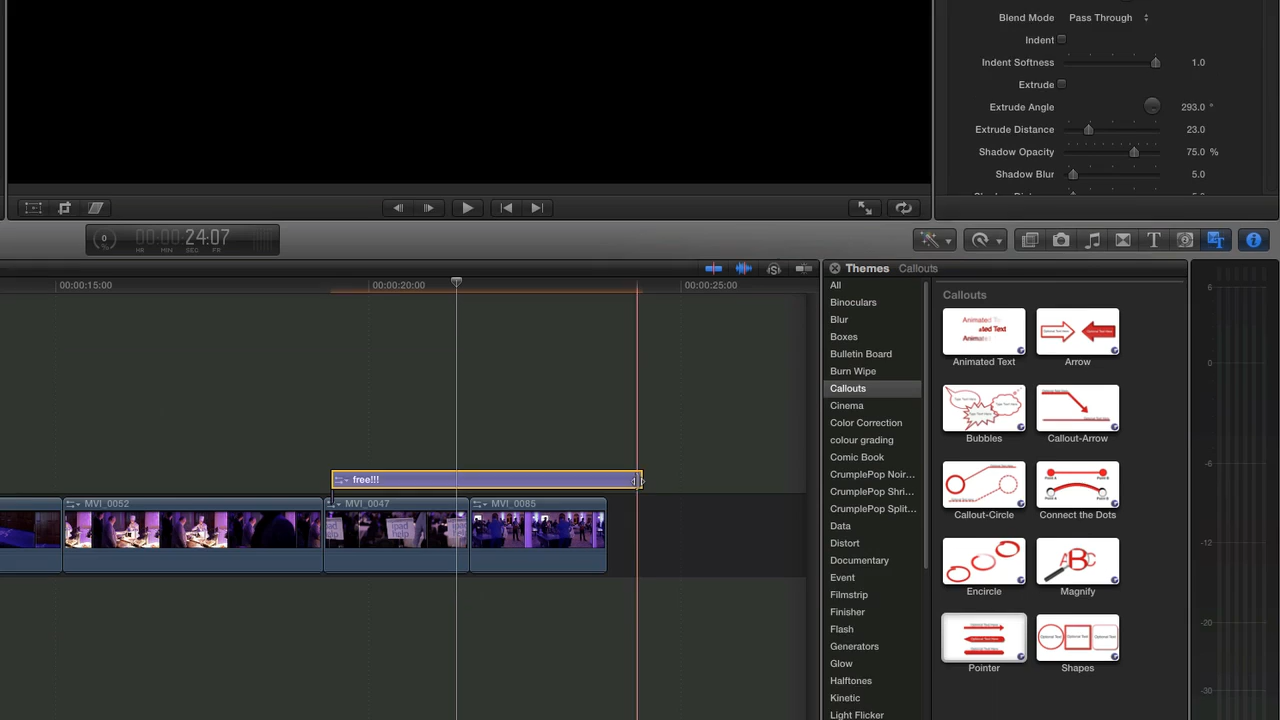 Blend Mode Pass Through
Indent
Indent Softness 1.0
Extrude
Extrude Angle 293.0 °
Extrude Distance 23.0
Shadow Opacity 75.0 %
Shadow Blur 5.0
0
00:00:24:07
HR MIN SEC FR
Themes Callouts
00:00:15:00
00:00:20:00
00:00:25:00
All
Binoculars
Blur
Boxes
Bulletin Board
Burn Wipe
Callouts
Cinema
Color Correction
colour grading
Comic Book
CrumplePop Noir...
CrumplePop Shri...
CrumplePop Split...
Data
Distort
Documentary
Event
Filmstrip
Finisher
Flash
Generators
Glow
Halftones
Kinetic
Light Flicker
Callouts
Animated Text
Arrow
Bubbles
Callout-Arrow
Callout-Circle
Connect the Dots
Encircle
Magnify
Pointer
Shapes
free!!!
MVI_0052
MVI_0047
MVI_0085
6
0
-6
-12
-20
-30